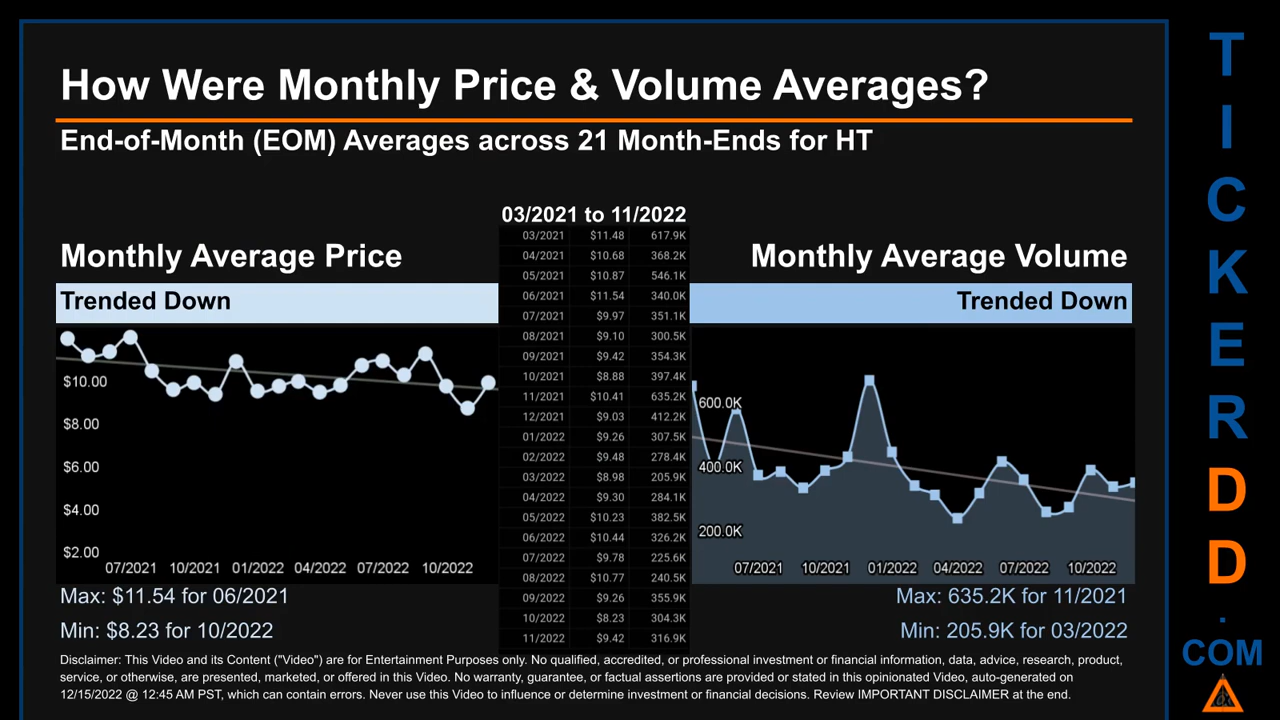 How Were Monthly Price & Volume Averages?
End-of-Month (EOM) Averages across 21 Month-Ends for HT
03/2021 to 11/2022
Monthly Average Price
Trended Down
$10.00
$8.00
$6.00
$4.00
$2.00
07/2021 10/2021 01/2022 04/2022 07/2022 10/2022
Max: $11.54 for 06/2021
Min: $8.23 for 10/2022
03/2021 $11.48 617.9K
04/2021 $10.68 368.2K
05/2021 $10.87 546.1K
06/2021 $11.54 340.0K
07/2021 $9.97 351.1K
08/2021 $9.10 300.5K
09/2021 $9.42 354.3K
10/2021 $8.88 397.4K
11/2021 $10.41 635.2K
12/2021 $9.03 412.2K
01/2022 $9.26 307.5K
02/2022 $9.48 278.4K
03/2022 $8.98 205.9K
04/2022 $9.30 284.1K
05/2022 $10.23 382.5K
06/2022 $10.44 326.2K
07/2022 $9.78 225.6K
08/2022 $10.77 240.5K
09/2022 $9.26 355.9K
10/2022 $8.23 304.3K
11/2022 $9.42 316.9K
Monthly Average Volume
Trended Down
600.0K
400.0K
200.0K
07/2021 10/2021 01/2022 04/2022 07/2022 10/2022
Max: 635.2K for 11/2021
Min: 205.9K for 03/2022
Disclaimer: This Video and its Content ("Video") are for Entertainment Purposes only. No qualified, accredited, or professional investment or financial information, data, advice, research, product,
service, or otherwise, are presented, marketed, or offered in this Video. No warranty, guarantee, or factual assertions are provided or stated in this opinionated Video, auto-generated on
12/15/2022 @ 12:45 AM PST, which can contain errors. Never use this Video to influence or determine investment or financial decisions. Review IMPORTANT DISCLAIMER at the end.
T
I
C
K
E
R
D
D
.
COM